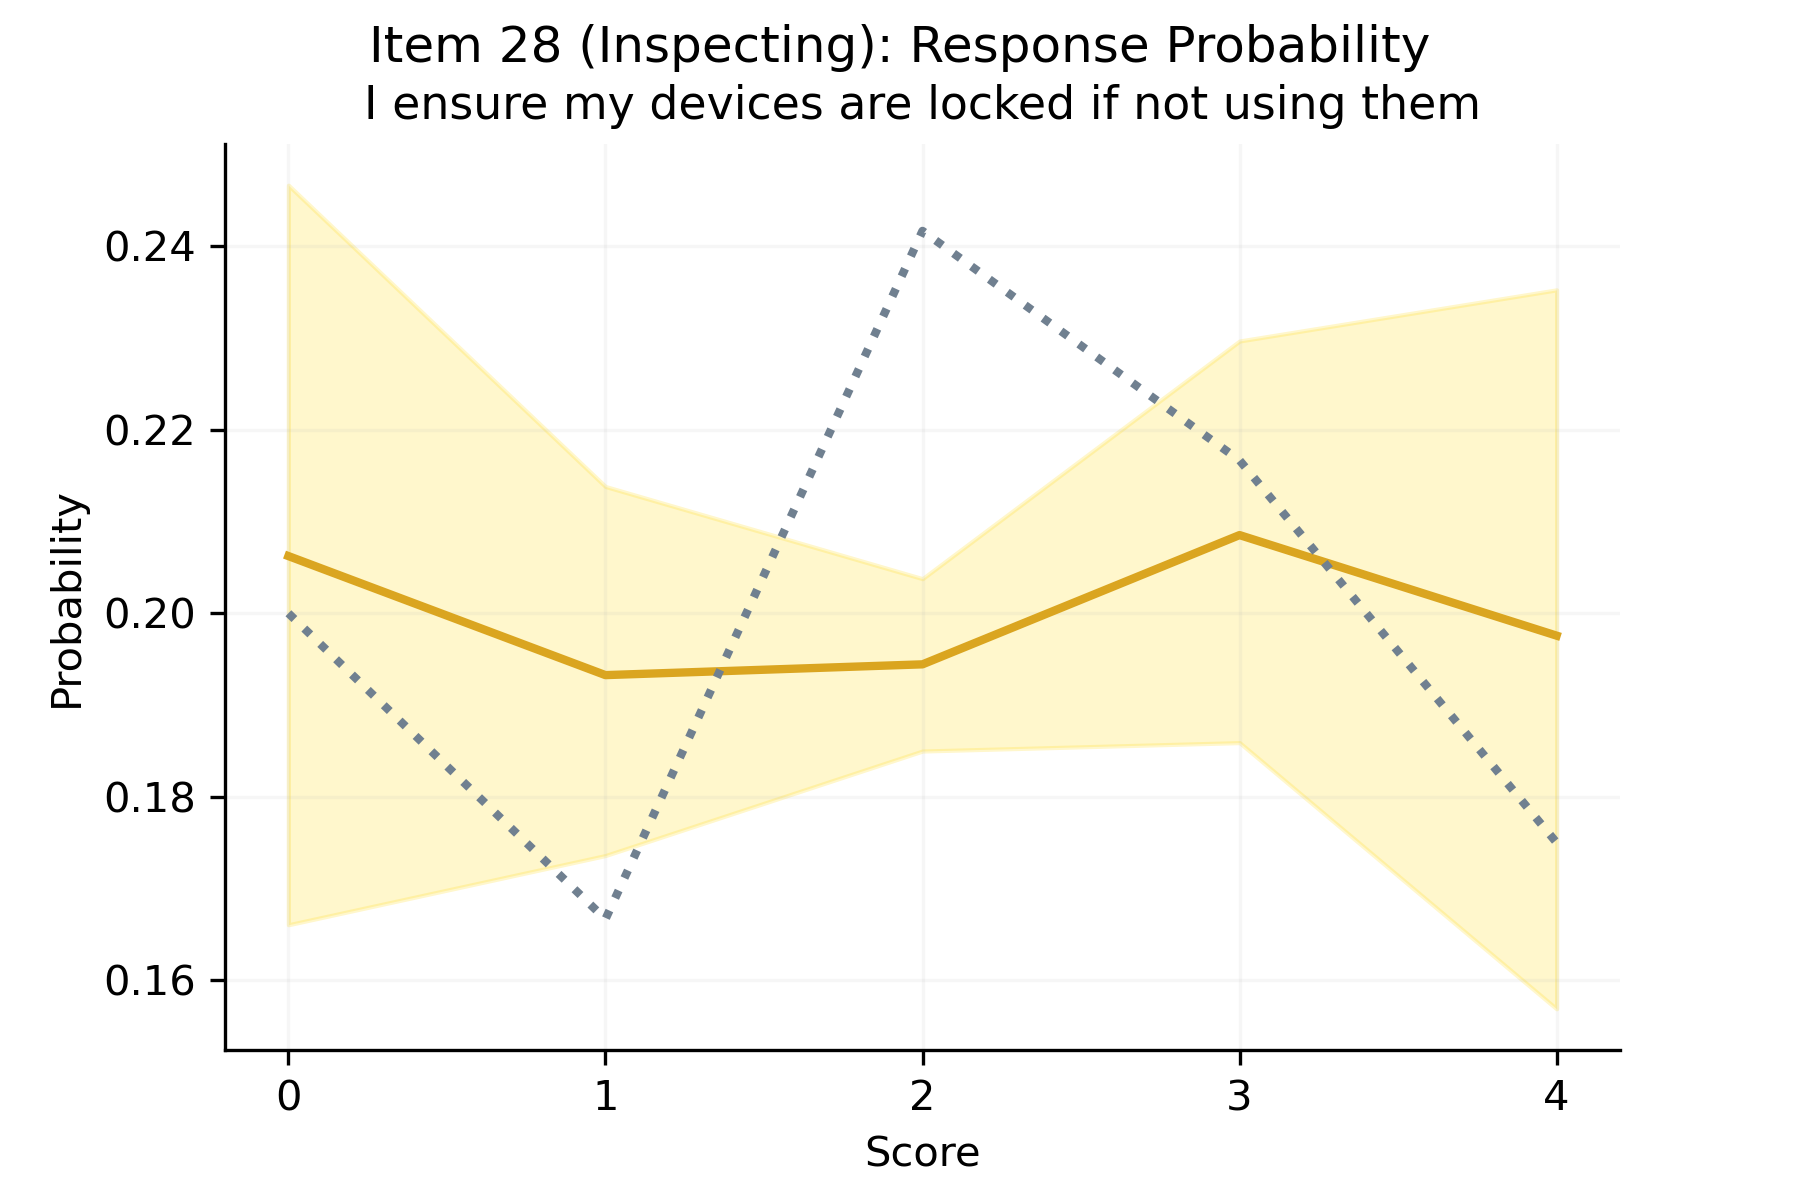 Item 28 (Inspecting): Response Probability
I ensure my devices are locked if not using them
0.24
0.22
0.20
0.18
0.16
Probability
0 1 2 3 4
Score